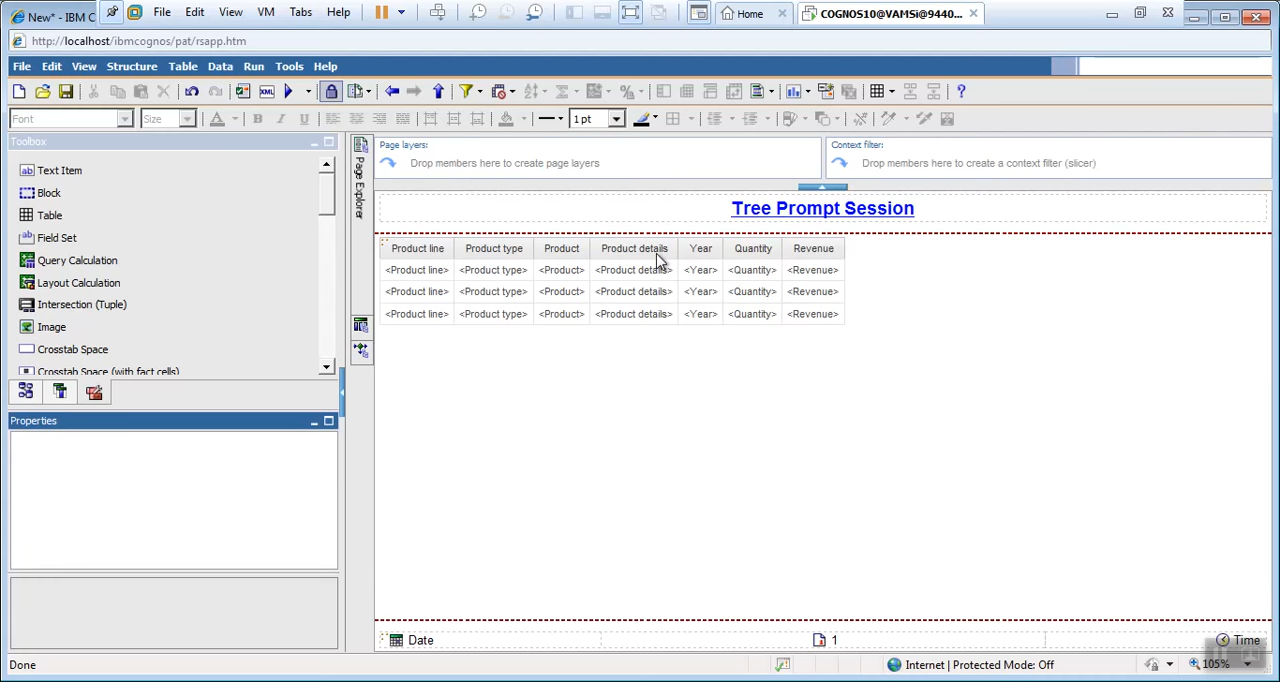 New* - IBM C
File Edit View VM Tabs Help
Home
COGNOS10@VAMSi@9440...
http://localhost/ibmcognos/pat/rsapp.htm
File Edit View Structure Table Data Run Tools Help
Font Size 1 pt
Toolbox
Text Item
Block
Table
Field Set
Query Calculation
Layout Calculation
Intersection (Tuple)
Image
Crosstab Space
Crosstab Space (with fact cells)
Properties
Page Explorer
Page layers:
Drop members here to create page layers
Context filter:
Drop members here to create a context filter (slicer)
Tree Prompt Session
Product line Product type Product Product details Year Quantity Revenue
<Product line> <Product type> <Product> <Product details> <Year> <Quantity> <Revenue>
<Product line> <Product type> <Product> <Product details> <Year> <Quantity> <Revenue>
<Product line> <Product type> <Product> <Product details> <Year> <Quantity> <Revenue>
Date 1 Time
Done Internet | Protected Mode: Off 105%